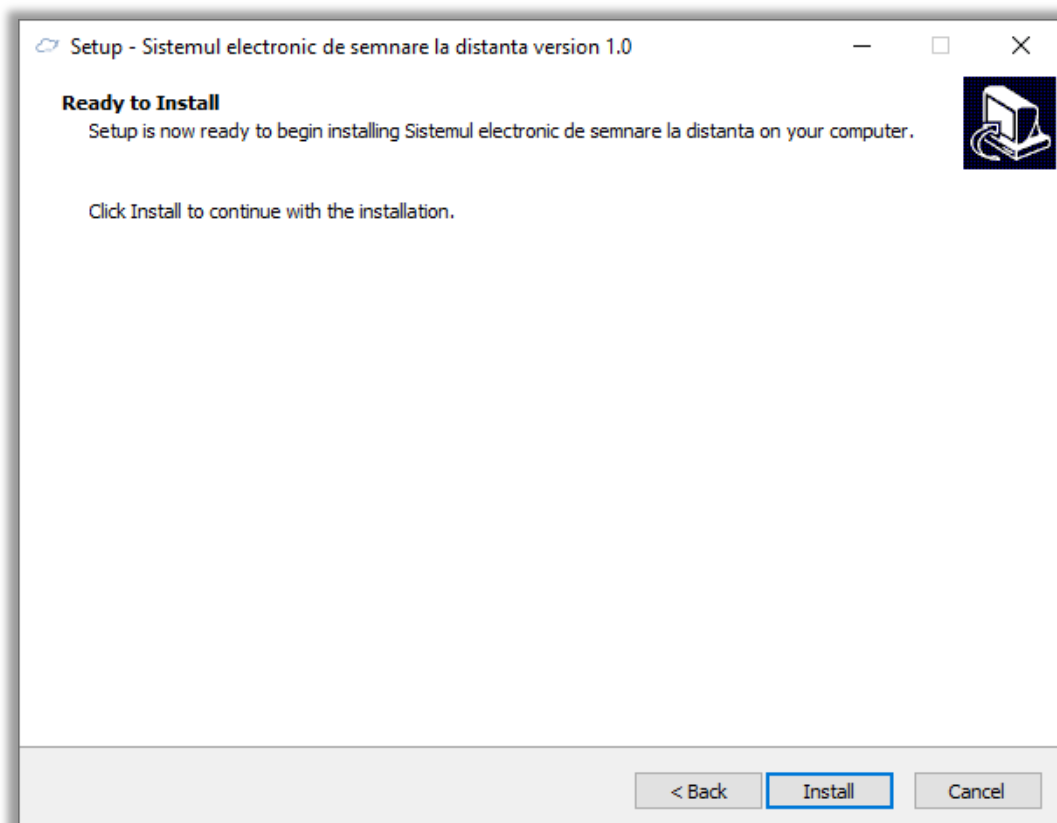 Setup - Sistemul electronic de semnare la distanta version 1.0
Ready to Install
Setup is now ready to begin installing Sistemul electronic de semnare la distanta on your computer.
Click Install to continue with the installation.
< Back
Install
Cancel